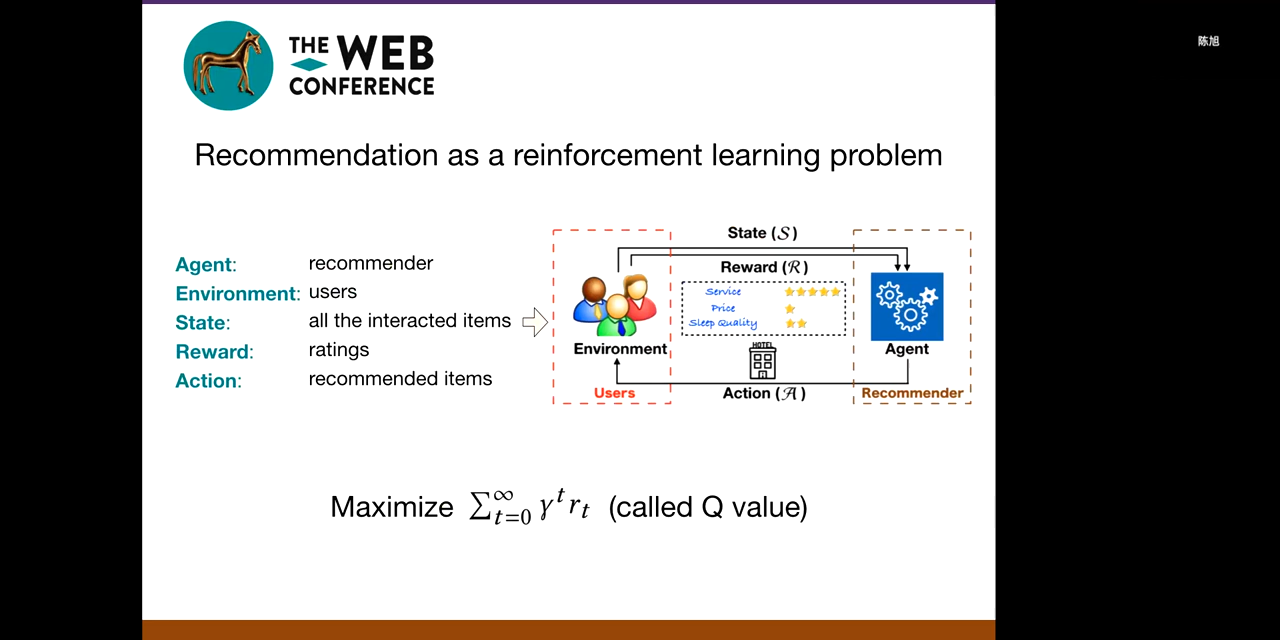 THE WEB
CONFERENCE
陈旭
Recommendation as a reinforcement learning problem
Agent: recommender
Environment: users
State: all the interacted items
Reward: ratings
Action: recommended items
State (𝒮)
Reward (ℛ)
Service
Price
Sleep Quality
HOTEL
Environment
Agent
Users
Action (𝒜)
Recommender
Maximize ∑_{t=0}^{∞} γ^t r_t (called Q value)